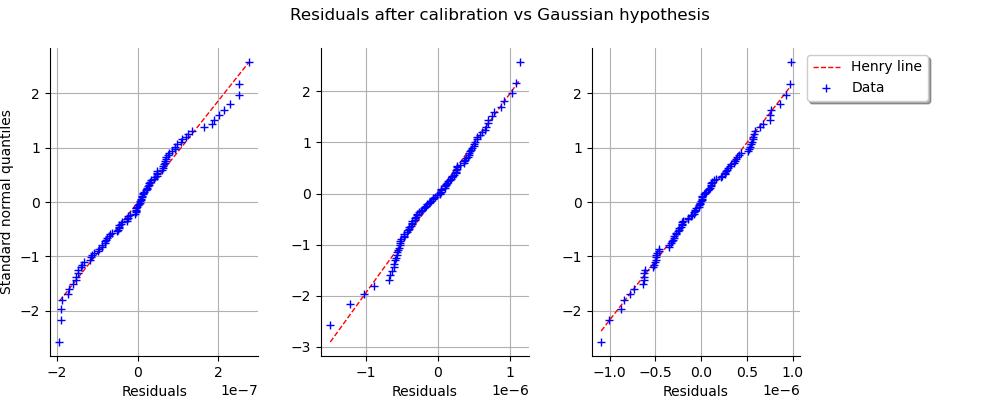 Residuals after calibration vs Gaussian hypothesis
Standard normal quantiles
2
1
0
−1
−2
−2
0
2
1e−7
Residuals
2
1
0
−1
−2
−3
−1
0
1
1e−6
Residuals
2
1
0
−1
−2
−1.0
−0.5
0.0
0.5
1.0
1e−6
Residuals
Henry line
Data